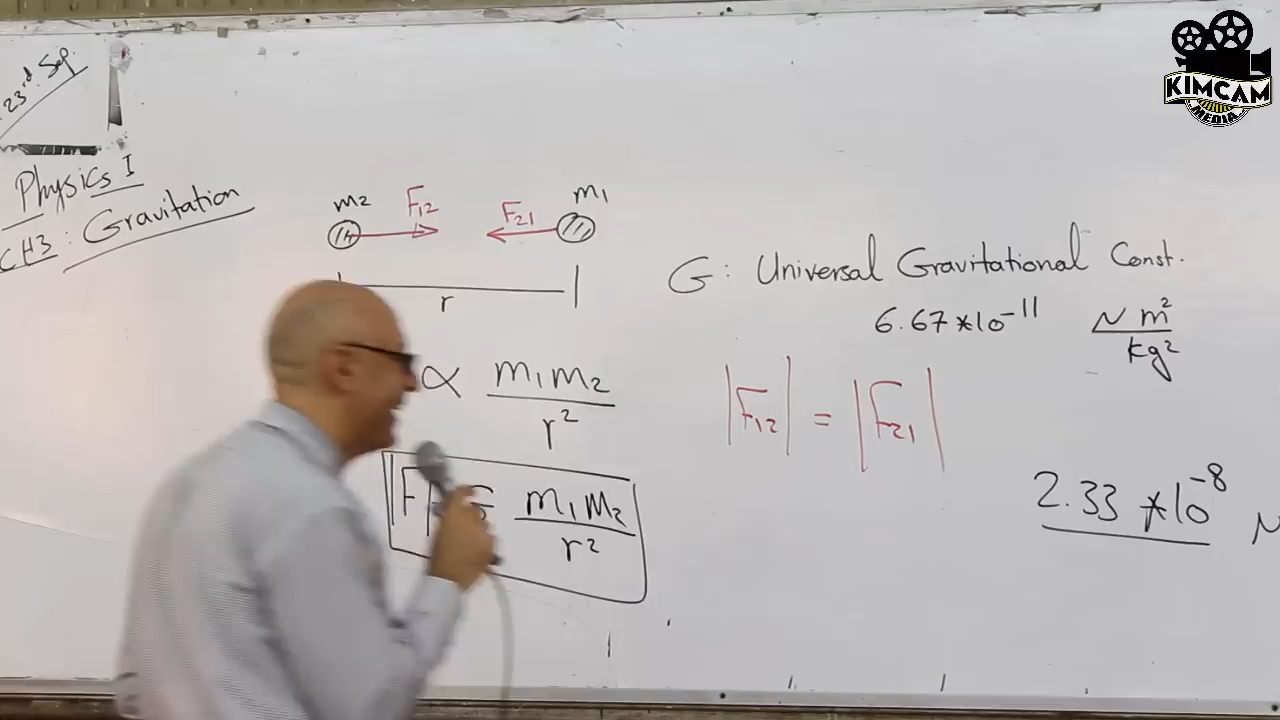 23rd. Sep.
Physics I
CH3: Gravitation
m2 F12 F21 m1
r
∝ m1m2 / r²
|F| = G m1m2 / r²
G: Universal Gravitational Const.
6.67*10⁻¹¹ N m² / kg²
|F12| = |F21|
2.33 *10⁻⁸ N
KIMCAM
MEDIA